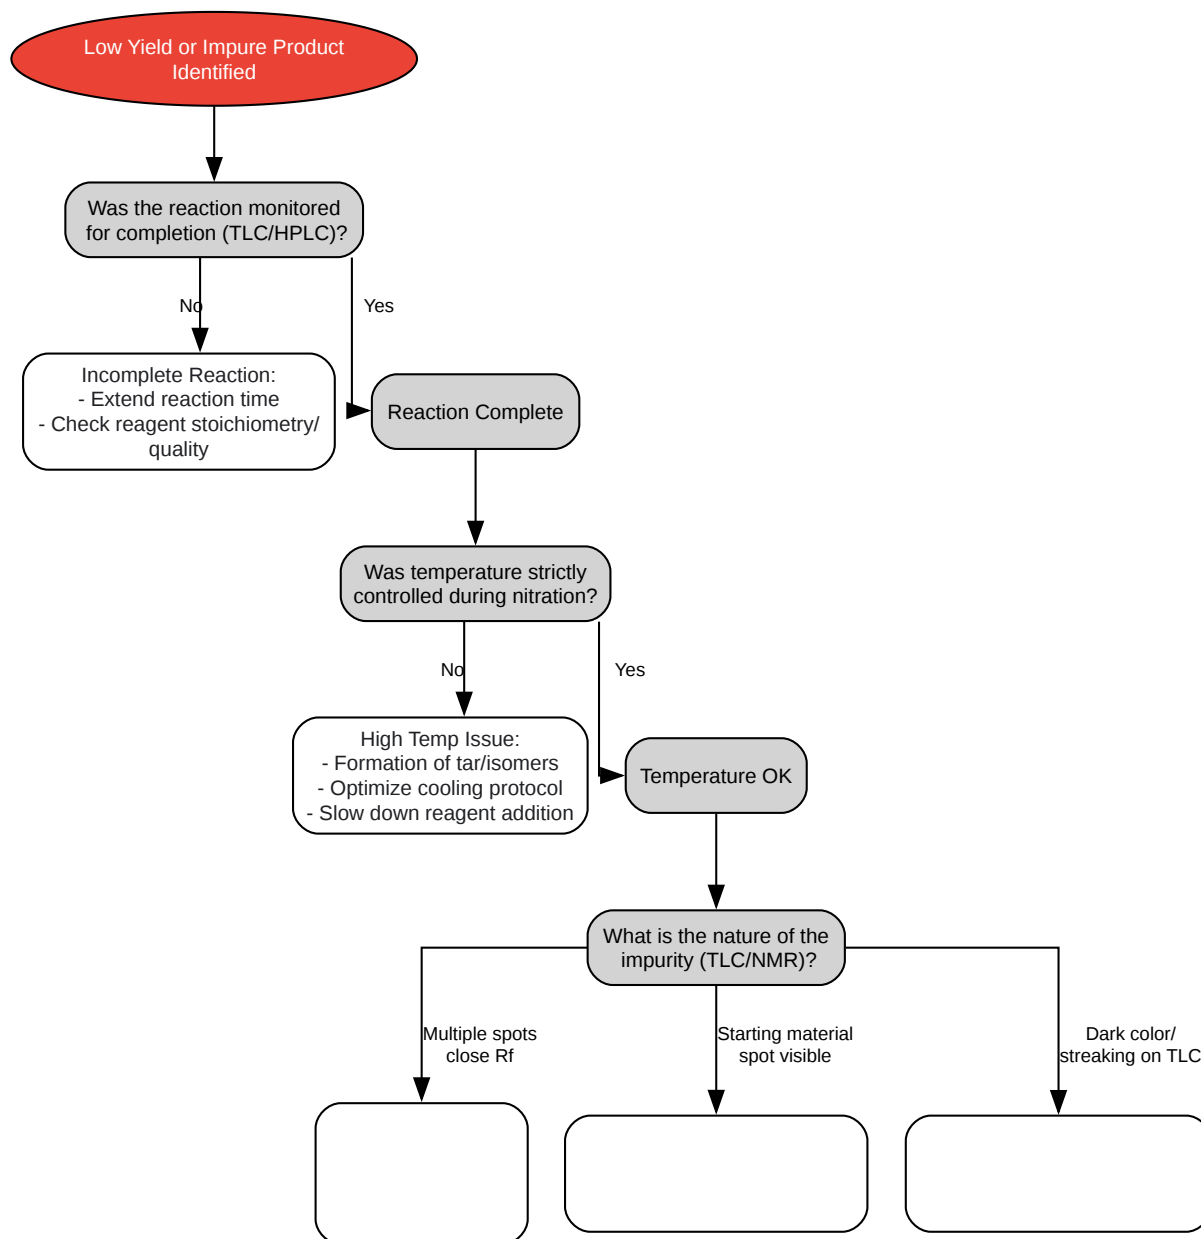 Low Yield or Impure Product
Identified
Was the reaction monitored
for completion (TLC/HPLC)?
No
Yes
Incomplete Reaction:
- Extend reaction time
- Check reagent stoichiometry/
quality
Reaction Complete
Was temperature strictly
controlled during nitration?
No
Yes
High Temp Issue:
- Formation of tar/isomers
- Optimize cooling protocol
- Slow down reagent addition
Temperature OK
What is the nature of the
impurity (TLC/NMR)?
Multiple spots
close Rf
Starting material
spot visible
Dark color/
streaking on TLC